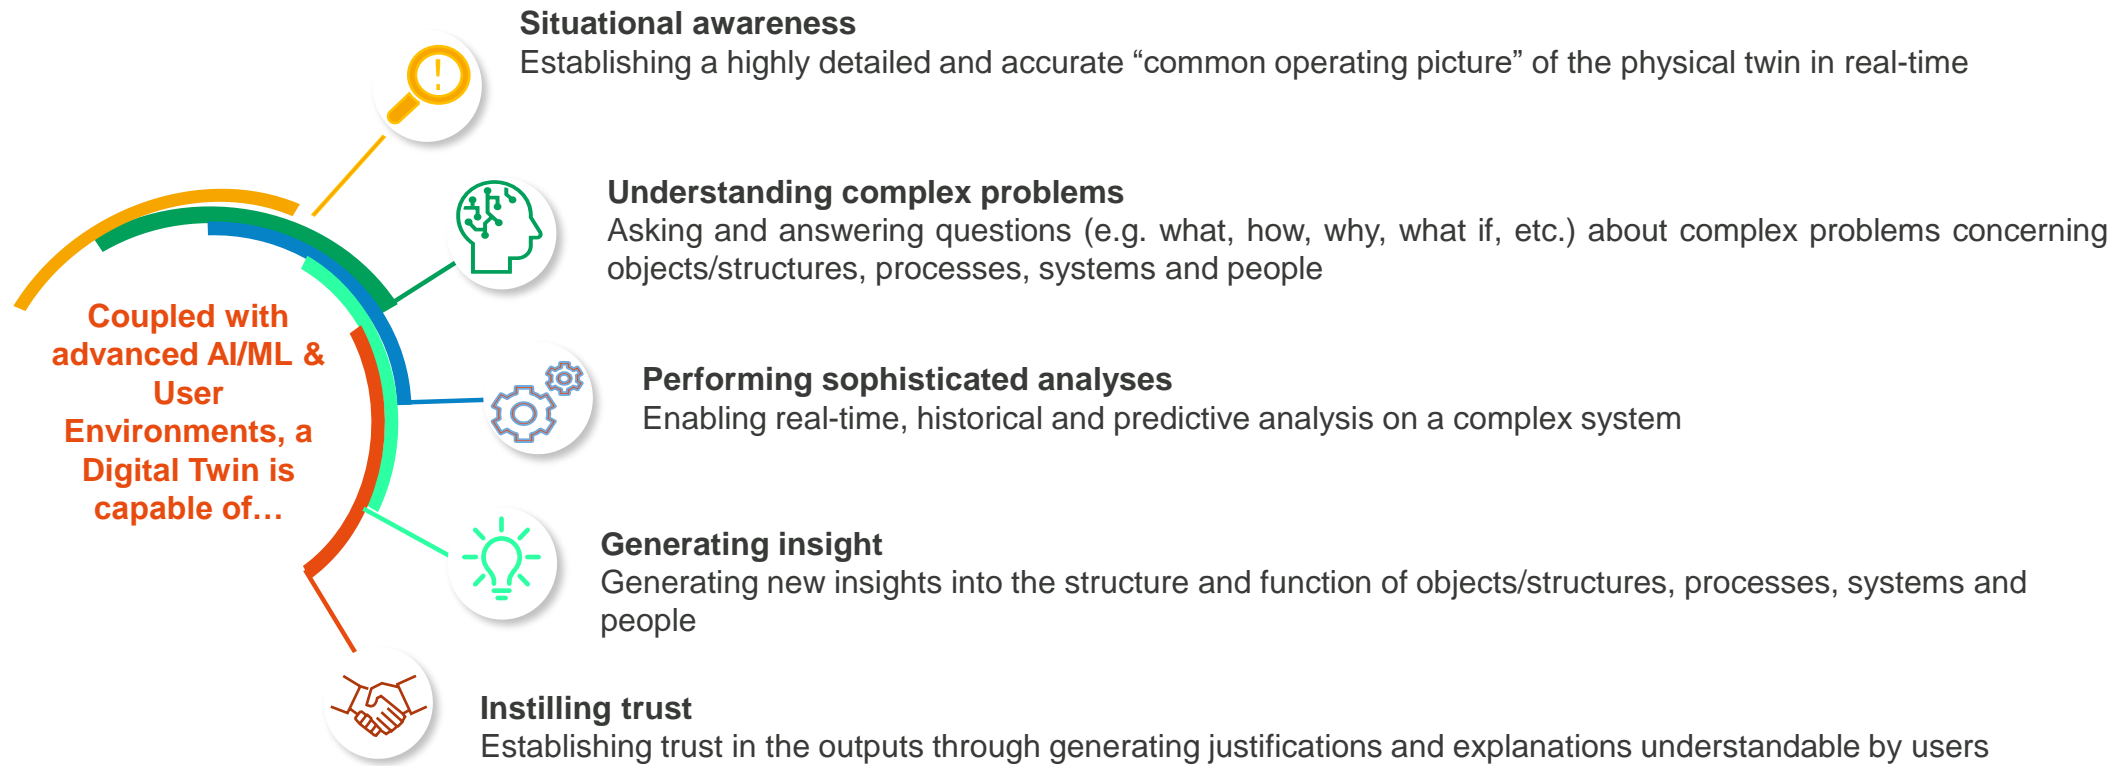 Situational awareness
Establishing a highly detailed and accurate “common operating picture” of the physical twin in real-time
Understanding complex problems
Asking and answering questions (e.g. what, how, why, what if, etc.) about complex problems concerning
objects/structures, processes, systems and people
Coupled with
advanced AI/ML &
User
Environments, a
Digital Twin is
capable of…
Performing sophisticated analyses
Enabling real-time, historical and predictive analysis on a complex system
Generating insight
Generating new insights into the structure and function of objects/structures, processes, systems and
people
Instilling trust
Establishing trust in the outputs through generating justifications and explanations understandable by users